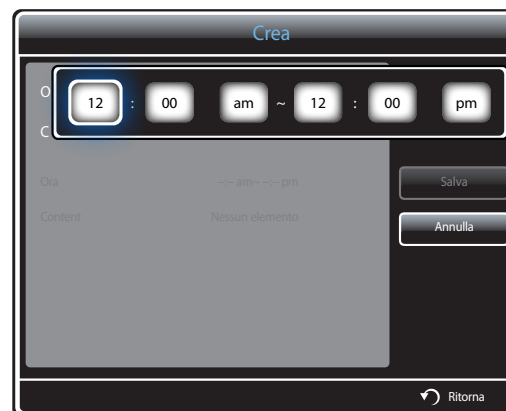 Crea
O
12 : 00 am ~ 12 : 00 pm
C
Ora -:-- am~ -:-- pm
Content Nessun elemento
Salva
Annulla
Ritorna